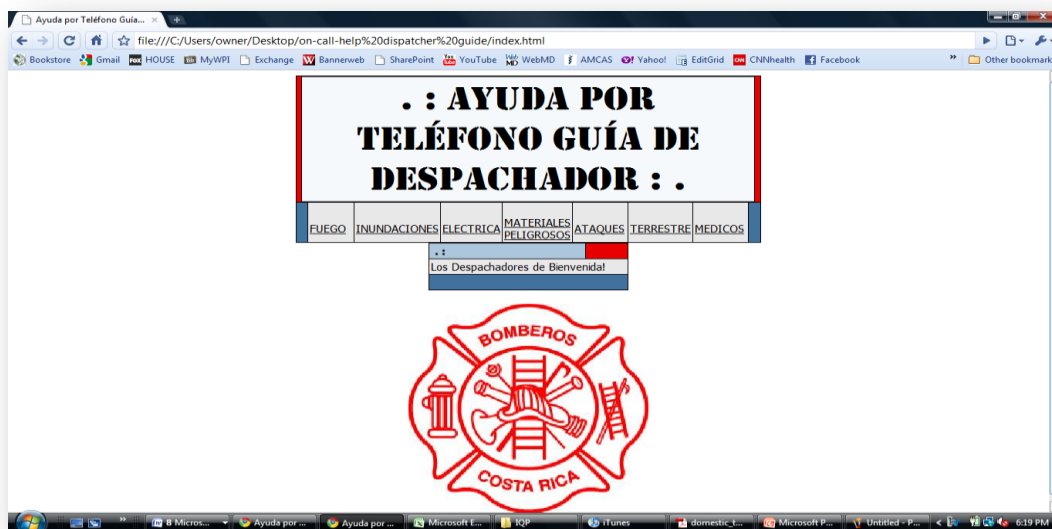 Ayuda por Teléfono Guía...
file:///C:/Users/owner/Desktop/on-call-help%20dispatcher%20guide/index.html
Bookstore Gmail HOUSE MyWPI Exchange Bannerweb SharePoint YouTube WebMD AMCAS Yahoo! EditGrid CNNhealth Facebook » Other bookmark
. : AYUDA POR
TELÉFONO GUÍA DE
DESPACHADOR : .
FUEGO INUNDACIONES ELECTRICA MATERIALES PELIGROSOS ATAQUES TERRESTRE MEDICOS
. :
Los Despachadores de Bienvenida!
BOMBEROS
COSTA RICA
» 8 Micros... Ayuda por ... Ayuda por ... Microsoft E... IQP iTunes domestic_t... Microsoft P... Untitled - P... 6:19 PM